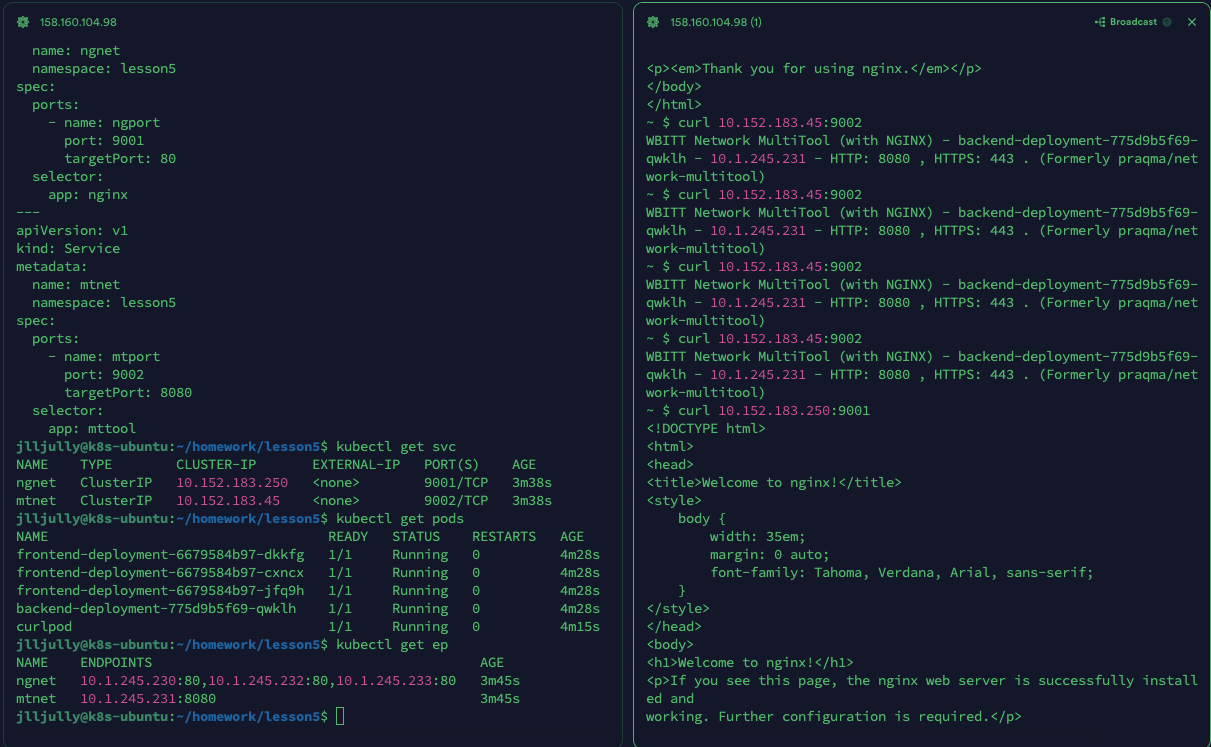 158.160.104.98
  name: ngnet
  namespace: lesson5
spec:
  ports:
    - name: ngport
      port: 9001
      targetPort: 80
  selector:
    app: nginx
---
apiVersion: v1
kind: Service
metadata:
  name: mtnet
  namespace: lesson5
spec:
  ports:
    - name: mtport
      port: 9002
      targetPort: 8080
  selector:
    app: mttool
jlljully@k8s-ubuntu:~/homework/lesson5$ kubectl get svc
NAME    TYPE        CLUSTER-IP       EXTERNAL-IP   PORT(S)    AGE
ngnet   ClusterIP   10.152.183.250   <none>        9001/TCP   3m38s
mtnet   ClusterIP   10.152.183.45    <none>        9002/TCP   3m38s
jlljully@k8s-ubuntu:~/homework/lesson5$ kubectl get pods
NAME                                   READY   STATUS    RESTARTS   AGE
frontend-deployment-6679584b97-dkkfg   1/1     Running   0          4m28s
frontend-deployment-6679584b97-cxncx   1/1     Running   0          4m28s
frontend-deployment-6679584b97-jfq9h   1/1     Running   0          4m28s
backend-deployment-775d9b5f69-qwklh    1/1     Running   0          4m28s
curlpod                                1/1     Running   0          4m15s
jlljully@k8s-ubuntu:~/homework/lesson5$ kubectl get ep
NAME    ENDPOINTS                                         AGE
ngnet   10.1.245.230:80,10.1.245.232:80,10.1.245.233:80   3m45s
mtnet   10.1.245.231:8080                                 3m45s
jlljully@k8s-ubuntu:~/homework/lesson5$
158.160.104.98 (1)
Broadcast
<p><em>Thank you for using nginx.</em></p>
</body>
</html>
~ $ curl 10.152.183.45:9002
WBITT Network MultiTool (with NGINX) - backend-deployment-775d9b5f69-
qwklh - 10.1.245.231 - HTTP: 8080 , HTTPS: 443 . (Formerly praqma/net
work-multitool)
~ $ curl 10.152.183.45:9002
WBITT Network MultiTool (with NGINX) - backend-deployment-775d9b5f69-
qwklh - 10.1.245.231 - HTTP: 8080 , HTTPS: 443 . (Formerly praqma/net
work-multitool)
~ $ curl 10.152.183.45:9002
WBITT Network MultiTool (with NGINX) - backend-deployment-775d9b5f69-
qwklh - 10.1.245.231 - HTTP: 8080 , HTTPS: 443 . (Formerly praqma/net
work-multitool)
~ $ curl 10.152.183.45:9002
WBITT Network MultiTool (with NGINX) - backend-deployment-775d9b5f69-
qwklh - 10.1.245.231 - HTTP: 8080 , HTTPS: 443 . (Formerly praqma/net
work-multitool)
~ $ curl 10.152.183.250:9001
<!DOCTYPE html>
<html>
<head>
<title>Welcome to nginx!</title>
<style>
    body {
        width: 35em;
        margin: 0 auto;
        font-family: Tahoma, Verdana, Arial, sans-serif;
    }
</style>
</head>
<body>
<h1>Welcome to nginx!</h1>
<p>If you see this page, the nginx web server is successfully install
ed and
working. Further configuration is required.</p>